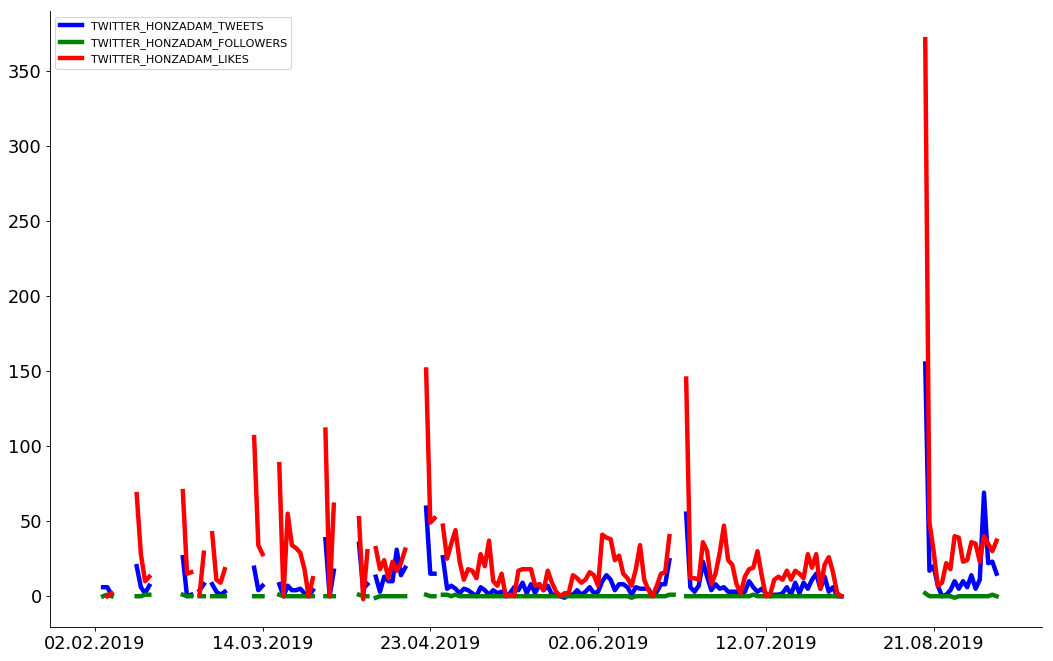 TWITTER_HONZADAM_TWEETS
TWITTER_HONZADAM_FOLLOWERS
TWITTER_HONZADAM_LIKES
350
300
250
200
150
100
50
0
02.02.2019 14.03.2019 23.04.2019 02.06.2019 12.07.2019 21.08.2019